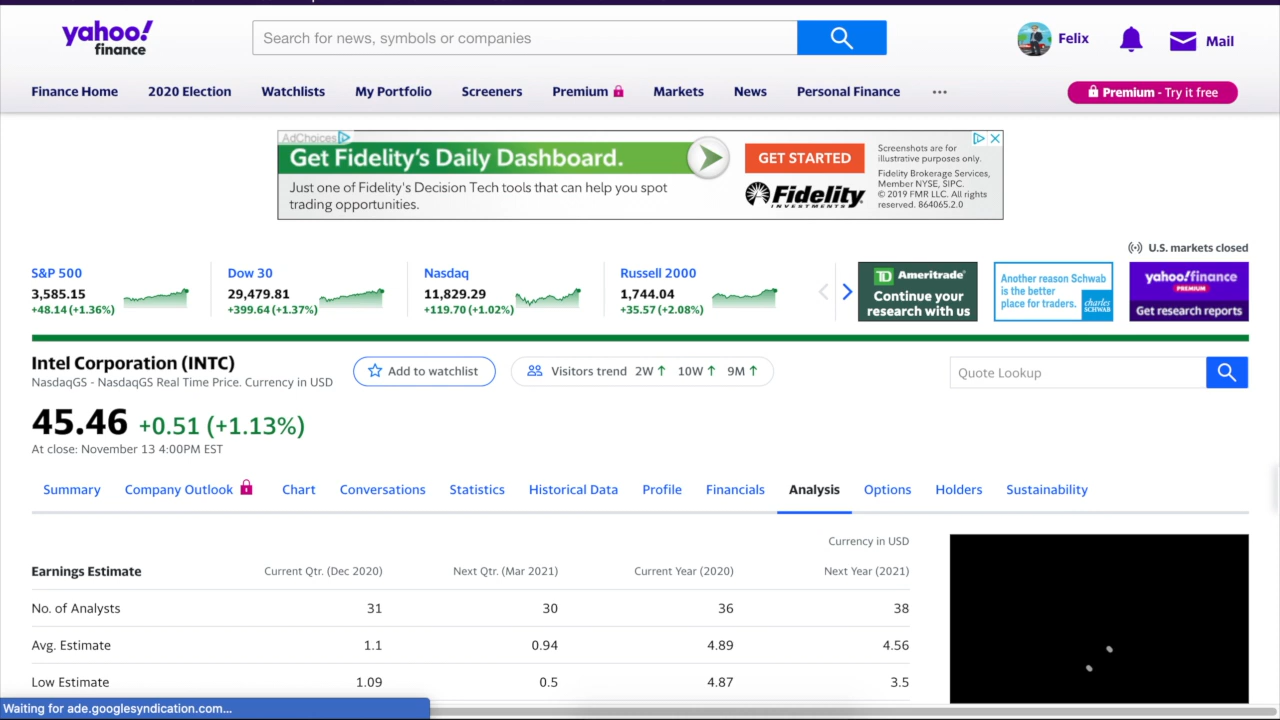 yahoo!
finance
Search for news, symbols or companies
Felix
Mail
Finance Home 2020 Election Watchlists My Portfolio Screeners Premium Markets News Personal Finance ... Premium - Try it free
AdChoices
Get Fidelity's Daily Dashboard.
Just one of Fidelity's Decision Tech tools that can help you spot
trading opportunities.
GET STARTED
Fidelity
INVESTMENTS
Screenshots are for
illustrative purposes only.
Fidelity Brokerage Services,
Member NYSE, SIPC.
© 2019 FMR LLC. All rights
reserved. 864065.2.0
U.S. markets closed
S&P 500
3,585.15
+48.14 (+1.36%)
Dow 30
29,479.81
+399.64 (+1.37%)
Nasdaq
11,829.29
+119.70 (+1.02%)
Russell 2000
1,744.04
+35.57 (+2.08%)
TD Ameritrade
Continue your
research with us
Another reason Schwab
is the better
place for traders.
charles
SCHWAB
yahoo!finance
PREMIUM
Get research reports
Intel Corporation (INTC)
NasdaqGS - NasdaqGS Real Time Price. Currency in USD
Add to watchlist
Visitors trend 2W ↑ 10W ↑ 9M ↑
Quote Lookup
45.46 +0.51 (+1.13%)
At close: November 13 4:00PM EST
Summary Company Outlook Chart Conversations Statistics Historical Data Profile Financials Analysis Options Holders Sustainability
Currency in USD
Earnings Estimate Current Qtr. (Dec 2020) Next Qtr. (Mar 2021) Current Year (2020) Next Year (2021)
No. of Analysts 31 30 36 38
Avg. Estimate 1.1 0.94 4.89 4.56
Low Estimate 1.09 0.5 4.87 3.5
Waiting for ade.googlesyndication.com...